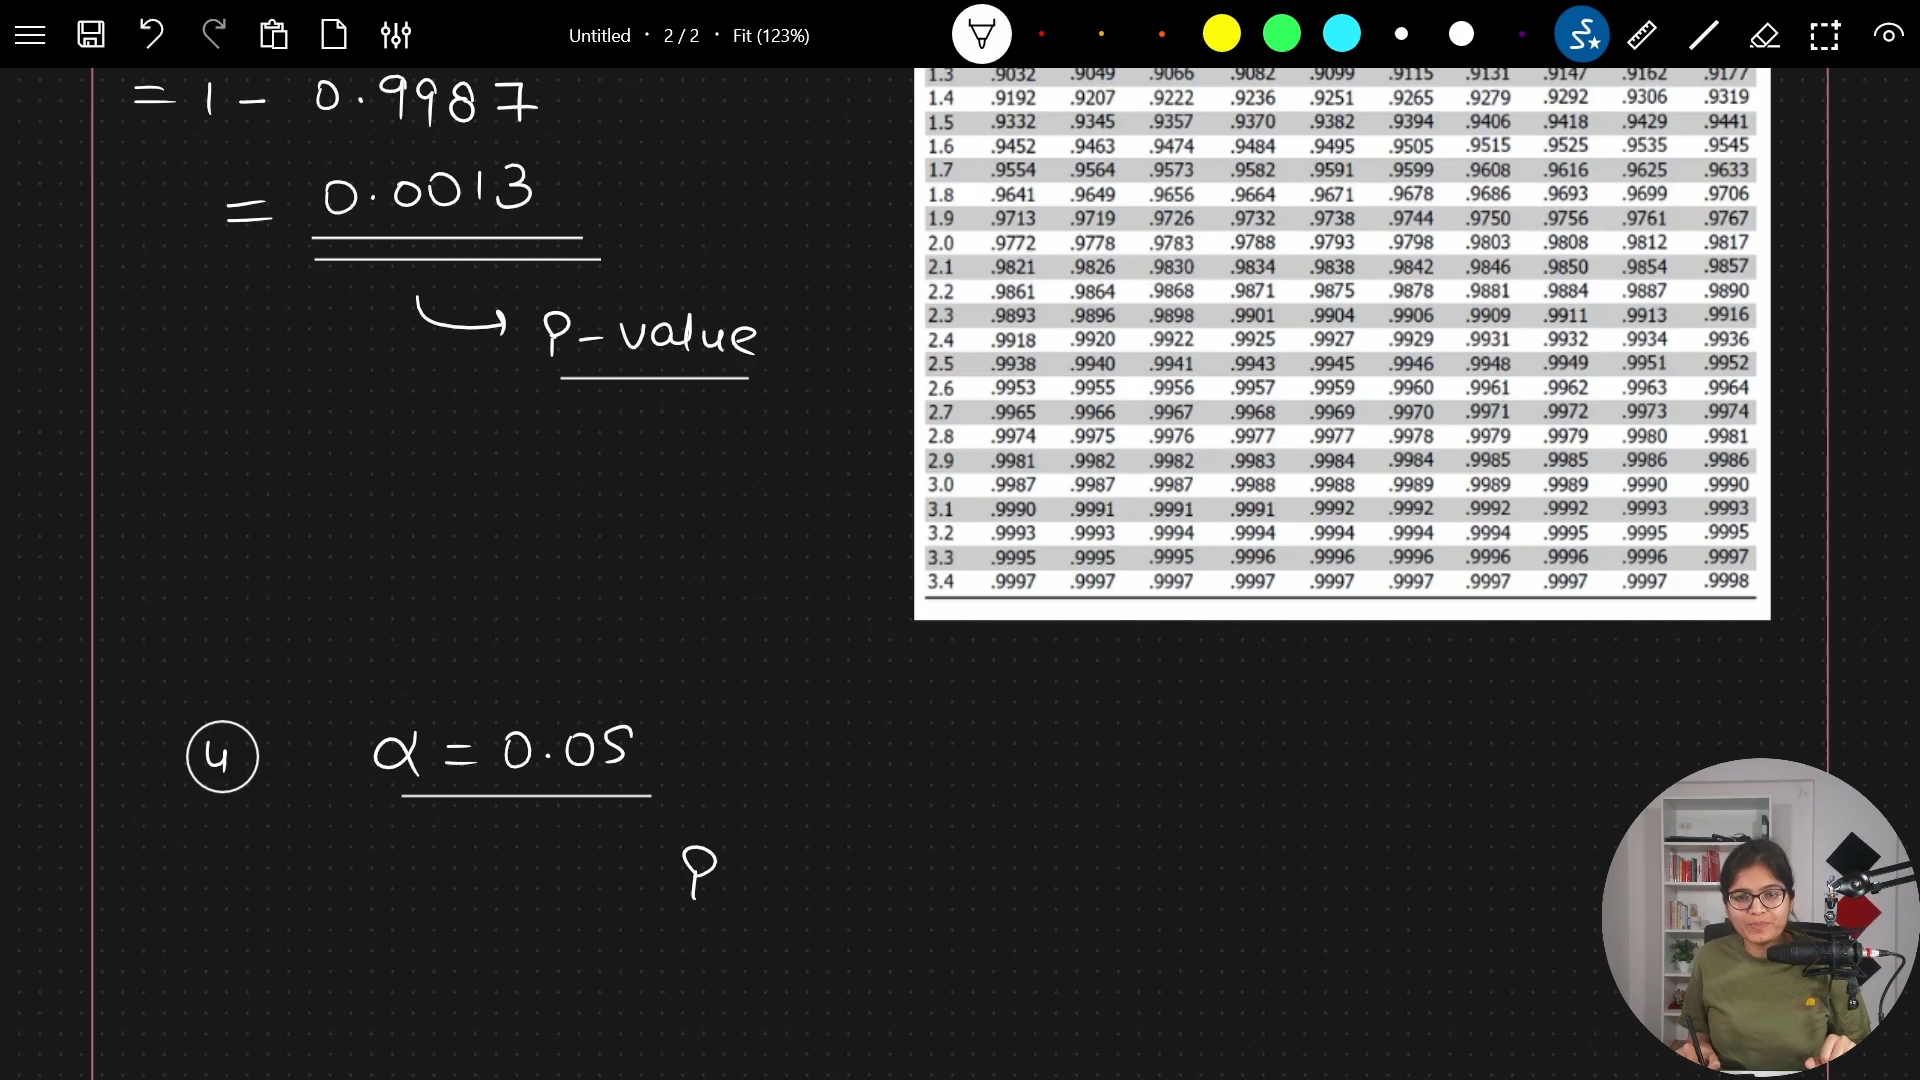 Untitled • 2 / 2 • Fit (123%)
= 1 - 0.9987
= 0.0013
P-value
1.3 .9032 .9049 .9066 .9082 .9099 .9115 .9131 .9147 .9162 .9177
1.4 .9192 .9207 .9222 .9236 .9251 .9265 .9279 .9292 .9306 .9319
1.5 .9332 .9345 .9357 .9370 .9382 .9394 .9406 .9418 .9429 .9441
1.6 .9452 .9463 .9474 .9484 .9495 .9505 .9515 .9525 .9535 .9545
1.7 .9554 .9564 .9573 .9582 .9591 .9599 .9608 .9616 .9625 .9633
1.8 .9641 .9649 .9656 .9664 .9671 .9678 .9686 .9693 .9699 .9706
1.9 .9713 .9719 .9726 .9732 .9738 .9744 .9750 .9756 .9761 .9767
2.0 .9772 .9778 .9783 .9788 .9793 .9798 .9803 .9808 .9812 .9817
2.1 .9821 .9826 .9830 .9834 .9838 .9842 .9846 .9850 .9854 .9857
2.2 .9861 .9864 .9868 .9871 .9875 .9878 .9881 .9884 .9887 .9890
2.3 .9893 .9896 .9898 .9901 .9904 .9906 .9909 .9911 .9913 .9916
2.4 .9918 .9920 .9922 .9925 .9927 .9929 .9931 .9932 .9934 .9936
2.5 .9938 .9940 .9941 .9943 .9945 .9946 .9948 .9949 .9951 .9952
2.6 .9953 .9955 .9956 .9957 .9959 .9960 .9961 .9962 .9963 .9964
2.7 .9965 .9966 .9967 .9968 .9969 .9970 .9971 .9972 .9973 .9974
2.8 .9974 .9975 .9976 .9977 .9977 .9978 .9979 .9979 .9980 .9981
2.9 .9981 .9982 .9982 .9983 .9984 .9984 .9985 .9985 .9986 .9986
3.0 .9987 .9987 .9987 .9988 .9988 .9989 .9989 .9989 .9990 .9990
3.1 .9990 .9991 .9991 .9991 .9992 .9992 .9992 .9992 .9993 .9993
3.2 .9993 .9993 .9994 .9994 .9994 .9994 .9994 .9995 .9995 .9995
3.3 .9995 .9995 .9995 .9996 .9996 .9996 .9996 .9996 .9996 .9997
3.4 .9997 .9997 .9997 .9997 .9997 .9997 .9997 .9997 .9997 .9998
4 α = 0.05
P